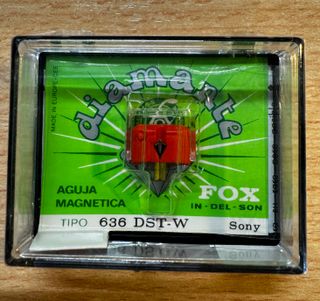 diamante
MADE IN EUROPE
AGUJA
MAGNETICA
FOX
IN-DEL-SON
TIPO 636 DST-W Sony